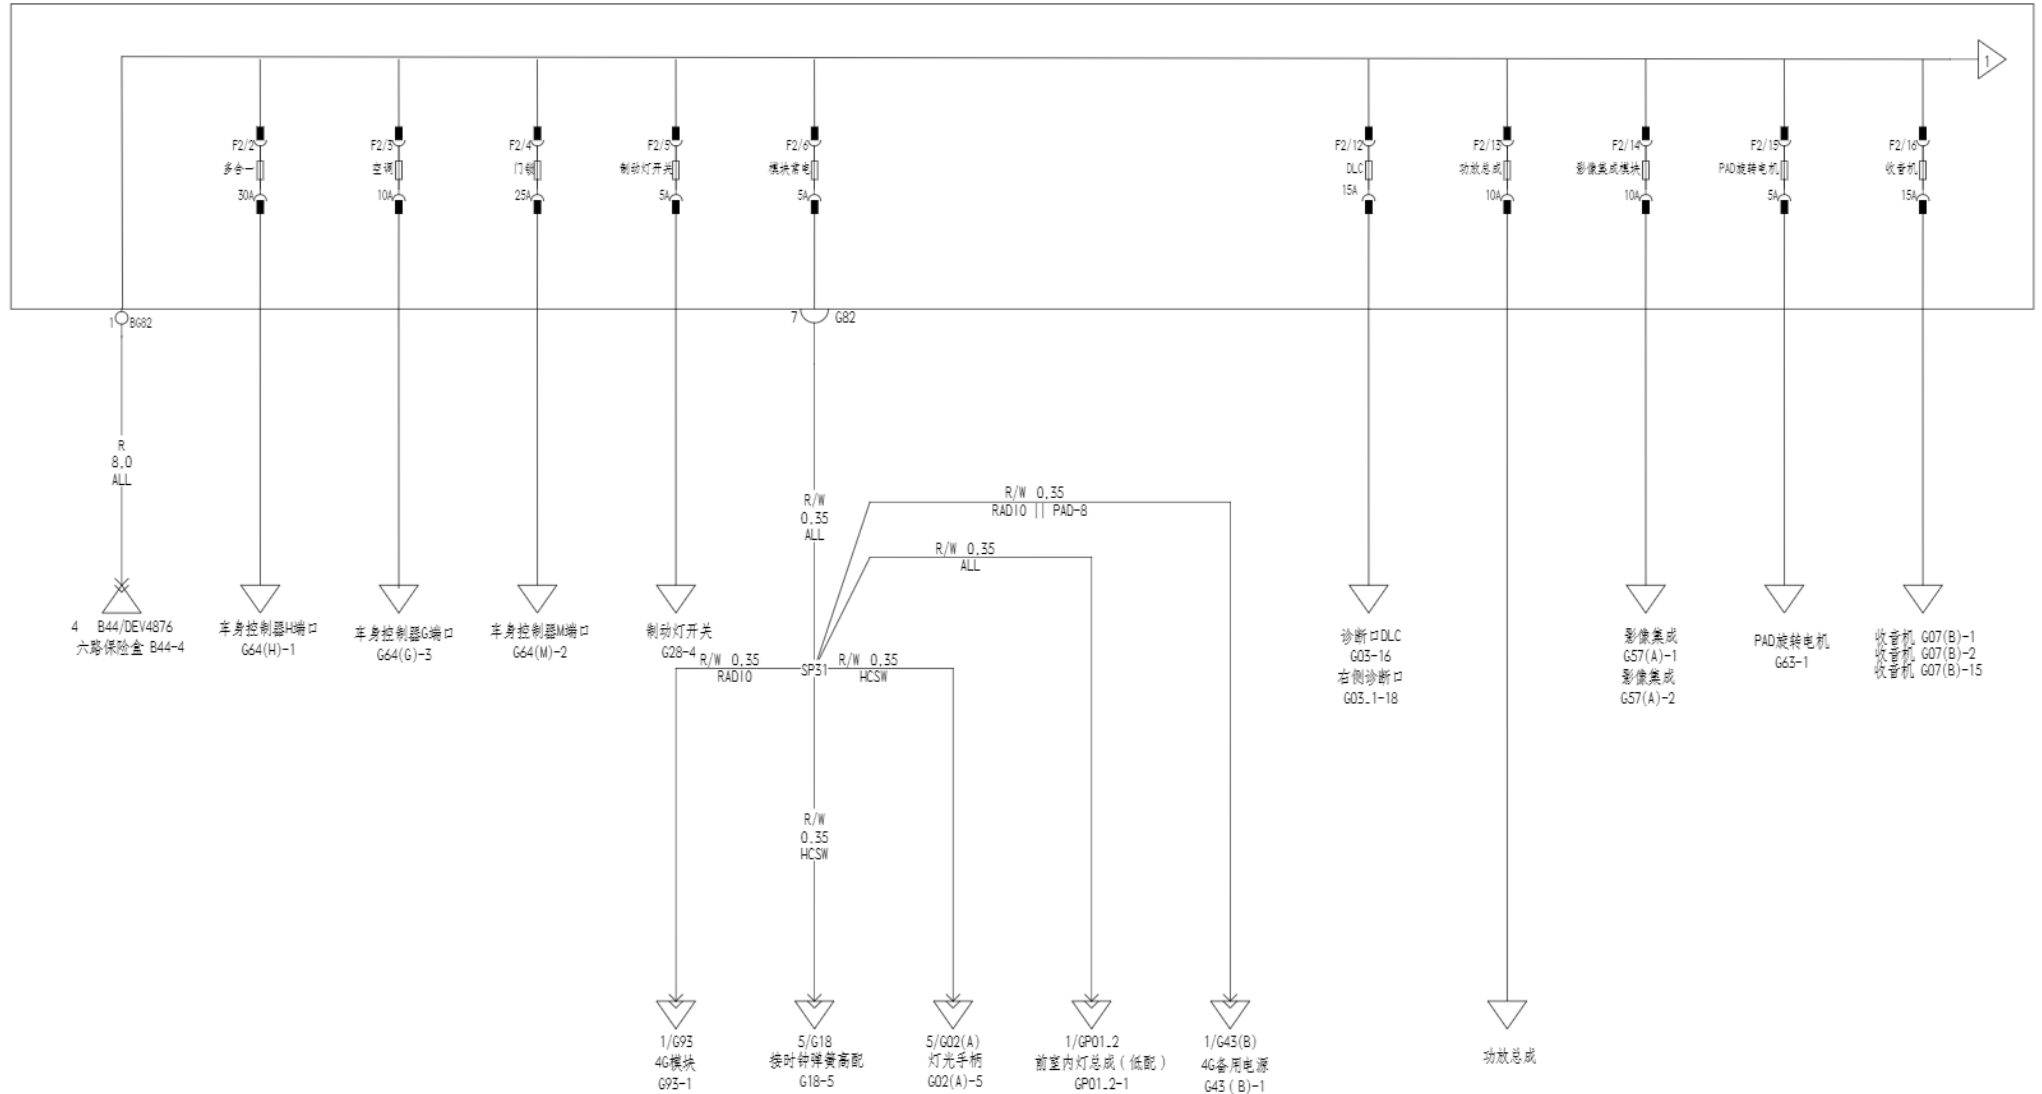 1
F2/2
多合一
30A
F2/3
空调
10A
F2/4
门锁
25A
F2/5
制动灯开关
5A
F2/6
模块常电
5A
F2/12
DLC
15A
F2/13
功放总成
10A
F2/14
影像集成模块
10A
F2/15
PAD旋转电机
5A
F2/16
收音机
15A
1 BG82
7 G82
R
8.0
ALL
R/W
0.35
ALL
R/W 0.35
RADIO || PAD-8
R/W 0.35
ALL
4 B44/DEV4876
六路保险盒 B44-4
车身控制器H端口
G64(H)-1
车身控制器G端口
G64(G)-3
车身控制器M端口
G64(M)-2
制动灯开关
G28-4
R/W 0.35
RADIO
SP31
R/W 0.35
HCSW
诊断口DLC
G03-16
右侧诊断口
G03_1-18
影像集成
G57(A)-1
影像集成
G57(A)-2
PAD旋转电机
G63-1
收音机 G07(B)-1
收音机 G07(B)-2
收音机 G07(B)-15
R/W
0.35
HCSW
1/G93
4G模块
G93-1
5/G18
接时钟弹簧高配
G18-5
5/G02(A)
灯光手柄
G02(A)-5
1/GP01_2
前室内灯总成(低配)
GP01_2-1
1/G43(B)
4G备用电源
G43(B)-1
功放总成